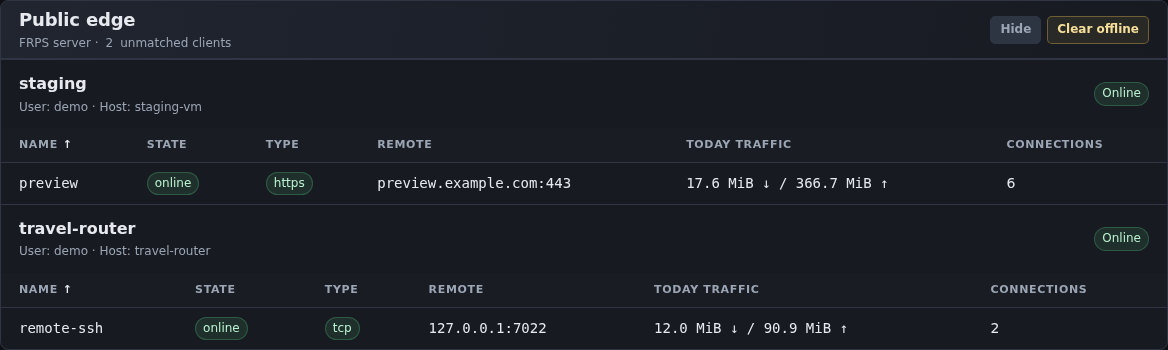 Public edge
FRPS server · 2 unmatched clients
Hide
Clear offline
staging
User: demo · Host: staging-vm
Online
NAME ↑ STATE TYPE REMOTE TODAY TRAFFIC CONNECTIONS
preview online https preview.example.com:443 17.6 MiB ↓ / 366.7 MiB ↑ 6
travel-router
User: demo · Host: travel-router
Online
NAME ↑ STATE TYPE REMOTE TODAY TRAFFIC CONNECTIONS
remote-ssh online tcp 127.0.0.1:7022 12.0 MiB ↓ / 90.9 MiB ↑ 2